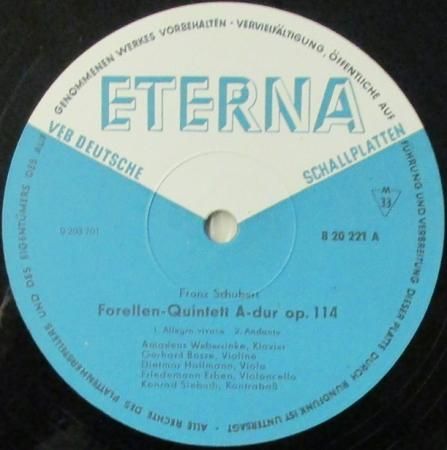 ETERNA
VEB DEUTSCHE
SCHALLPLATTEN
ALLE RECHTE DES PLATTENHERSTELLERS UND DES EIGENTÜMERS DES AUF GENOMMENEN WERKES VORBEHALTEN · VERVIELFÄLTIGUNG, ÖFFENTLICHE AUF FÜHRUNG UND VERBREITUNG DIESER PLATTE DURCH RUNDFUNK IST UNTERSAGT ·
M
33
0 203 701
8 20 221 A
Franz Schubert
Forellen-Quintett A-dur op. 114
1. Allegro vivace 2. Andante
Amadeus Webersinke, Klavier
Gerhard Bosse, Violine
Dietmar Hallmann, Viola
Friedemann Erben, Violoncello
Konrad Siebach, Kontrabaß